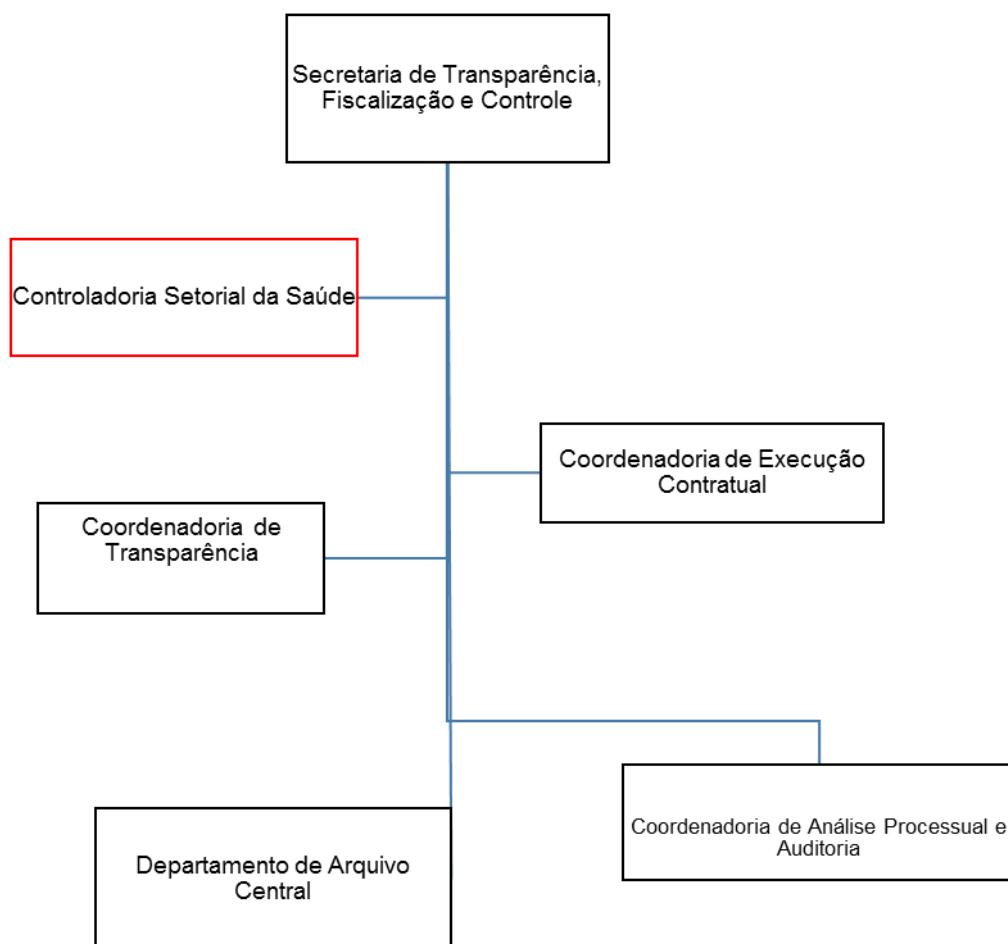 Secretaria de Transparência,
Fiscalização e Controle
Controladoria Setorial da Saúde
Coordenadoria de Execução
Contratual
Coordenadoria de
Transparência
Coordenadoria de Análise Processual e
Auditoria
Departamento de Arquivo
Central